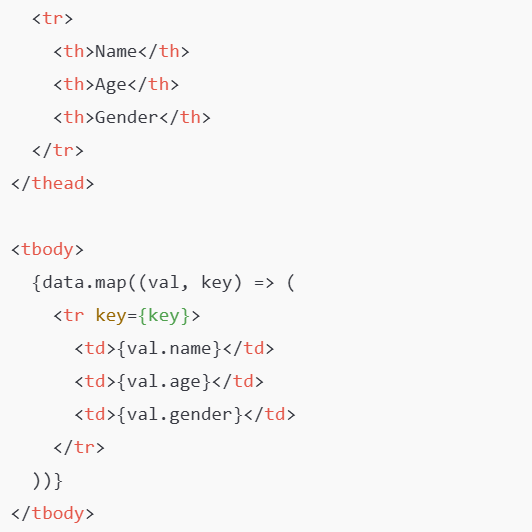 <tr>
<th>Name</th>
<th>Age</th>
<th>Gender</th>
</tr>
</thead>
<tbody>
{data.map((val, key) => (
<tr key={key}>
<td>{val.name}</td>
<td>{val.age}</td>
<td>{val.gender}</td>
</tr>
))}
</tbody>